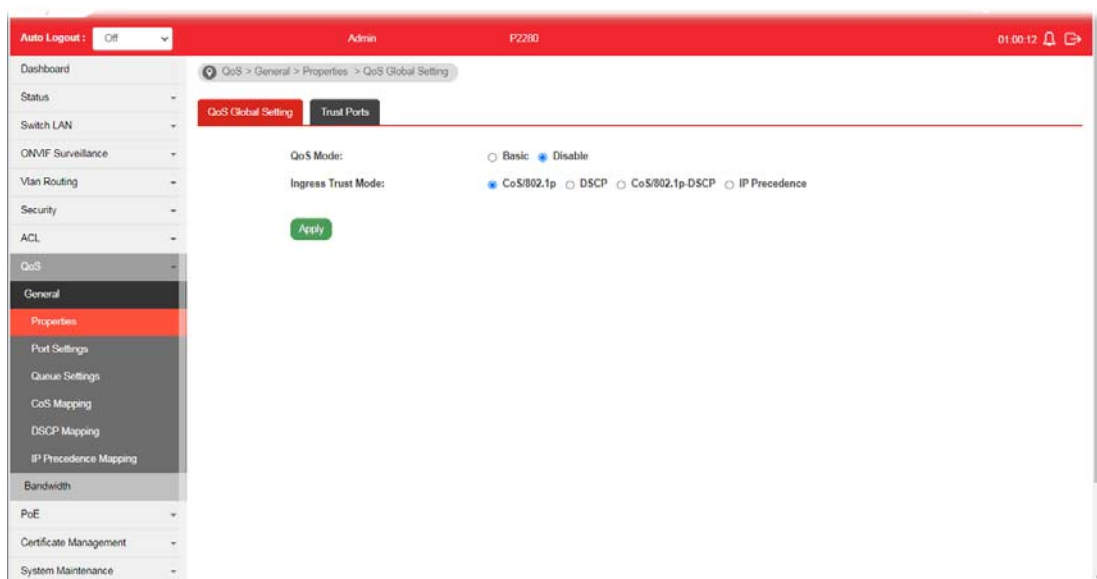 Auto Logout : Off Admin P2280 01:00:12
Dashboard
Status
Switch LAN
ONVIF Surveillance
Vlan Routing
Security
ACL
QoS
General
Properties
Port Settings
Queue Settings
CoS Mapping
DSCP Mapping
IP Precedence Mapping
Bandwidth
PoE
Certificate Management
System Maintenance
QoS > General > Properties > QoS Global Setting
QoS Global Setting Trust Ports
QoS Mode: Basic Disable
Ingress Trust Mode: CoS/802.1p DSCP CoS/802.1p-DSCP IP Precedence
Apply